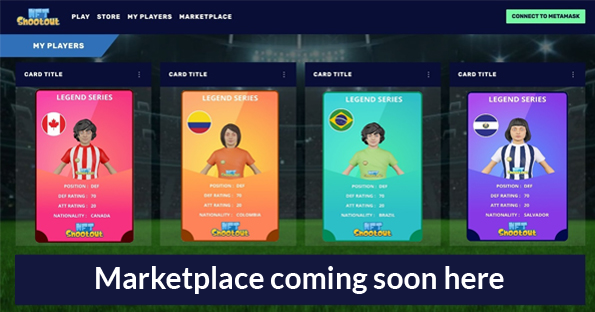 NFT Shootout PLAY STORE MY PLAYERS MARKETPLACE CONNECT TO METAMASK
MY PLAYERS
CARD TITLE CARD TITLE CARD TITLE CARD TITLE
LEGEND SERIES LEGEND SERIES LEGEND SERIES LEGEND SERIES
POSITION : DEF POSITION : DEF POSITION : DEF POSITION : DEF
DEF RATING : 70 DEF RATING : 70 DEF RATING : 70 DEF RATING : 70
ATT RATING : 20 ATT RATING : 20 ATT RATING : 20 ATT RATING : 20
NATIONALITY : CANADA NATIONALITY : COLOMBIA NATIONALITY : BRAZIL NATIONALITY : SALVADOR
NFT Shootout NFT Shootout NFT Shootout NFT Shootout
Marketplace coming soon here